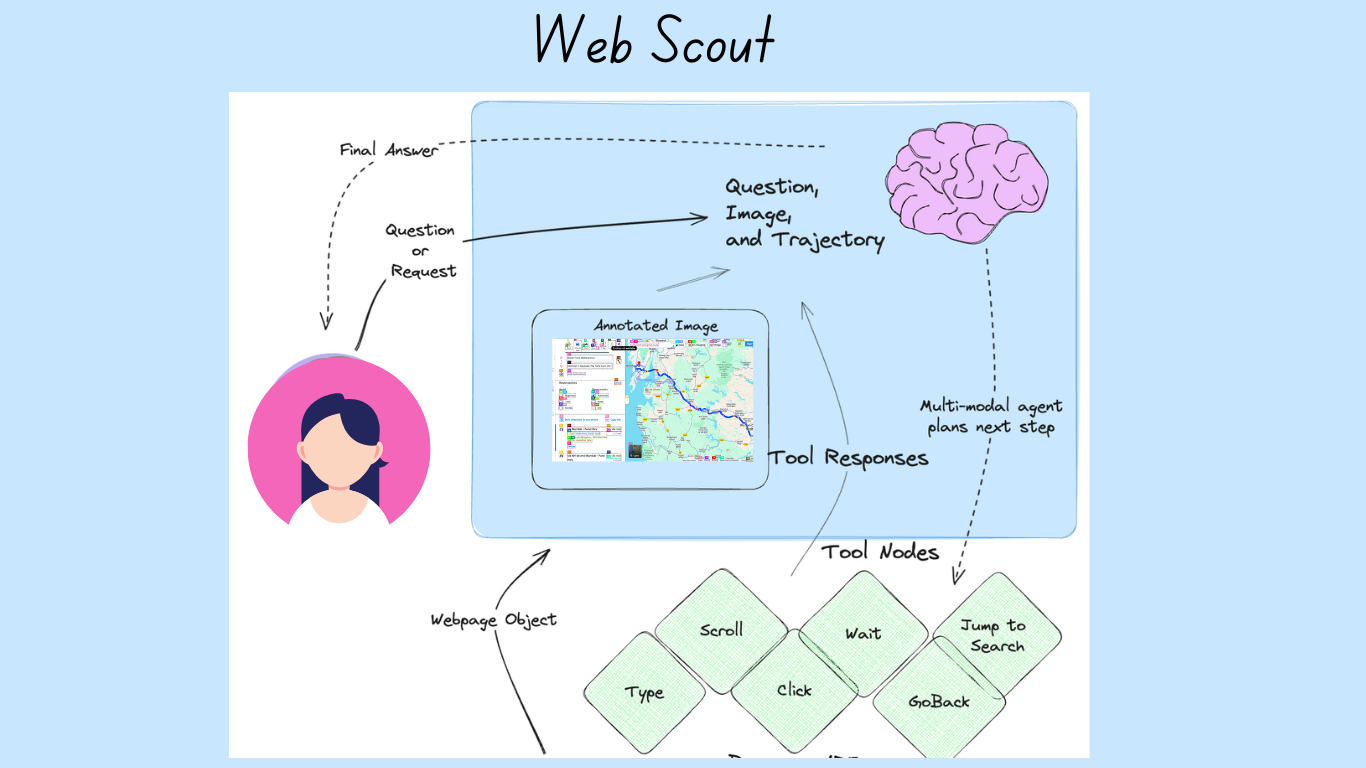 Web Scout
Final Answer
Question,
Image,
and Trajectory
Question
or
Request
Annotated Image
Multi-modal agent
plans next step
Tool Responses
Tool Nodes
Webpage Object
Scroll
Wait
Jump to
Search
Type
Click
GoBack